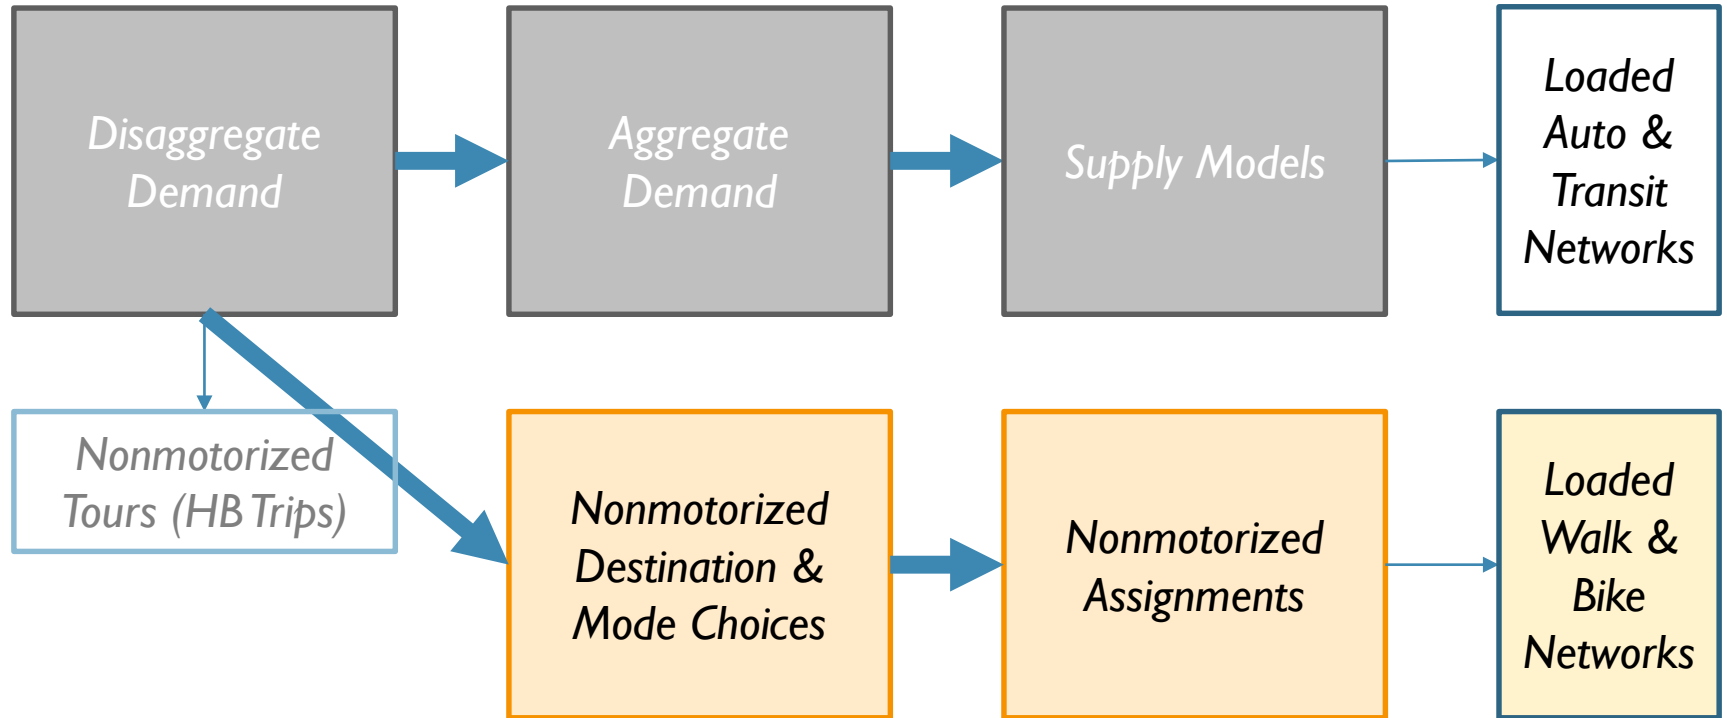 Disaggregate
Demand
Aggregate
Demand
Supply Models
Loaded
Auto &
Transit
Networks
Nonmotorized
Tours (HB Trips)
Nonmotorized
Destination &
Mode Choices
Nonmotorized
Assignments
Loaded
Walk &
Bike
Networks